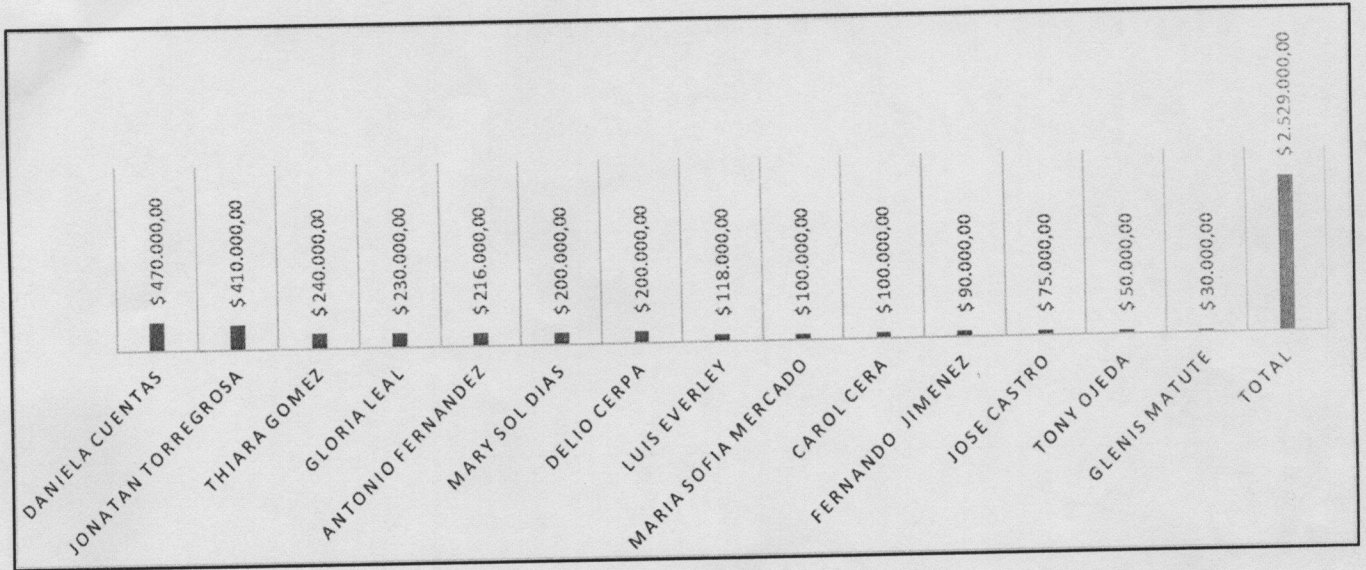 $ 470.000,00
$ 410.000,00
$ 240.000,00
$ 230.000,00
$ 216.000,00
$ 200.000,00
$ 200.000,00
$ 118.000,00
$ 100.000,00
$ 100.000,00
$ 90.000,00
$ 75.000,00
$ 50.000,00
$ 30.000,00
$ 2.529.000,00
DANIELA CUENTAS
JONATAN TORREGROSA
THIARA GOMEZ
GLORIA LEAL
ANTONIO FERNANDEZ
MARY SOL DIAS
DELIO CERPA
LUIS EVERLEY
MARIA SOFIA MERCADO
CAROL CERA
FERNANDO JIMENEZ
JOSE CASTRO
TONY OJEDA
GLENIS MATUTE
TOTAL